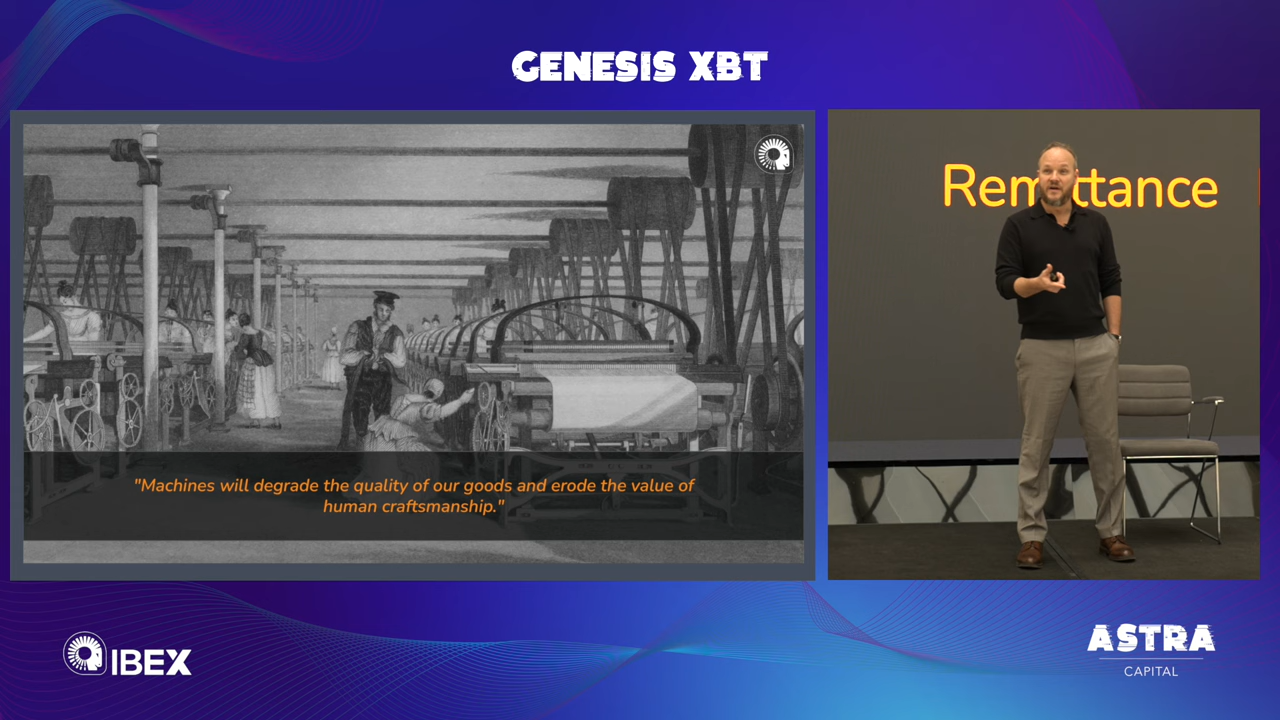 GENESIS XBT
"Machines will degrade the quality of our goods and erode the value of
human craftsmanship."
Remittance
IBEX
ASTRA
CAPITAL